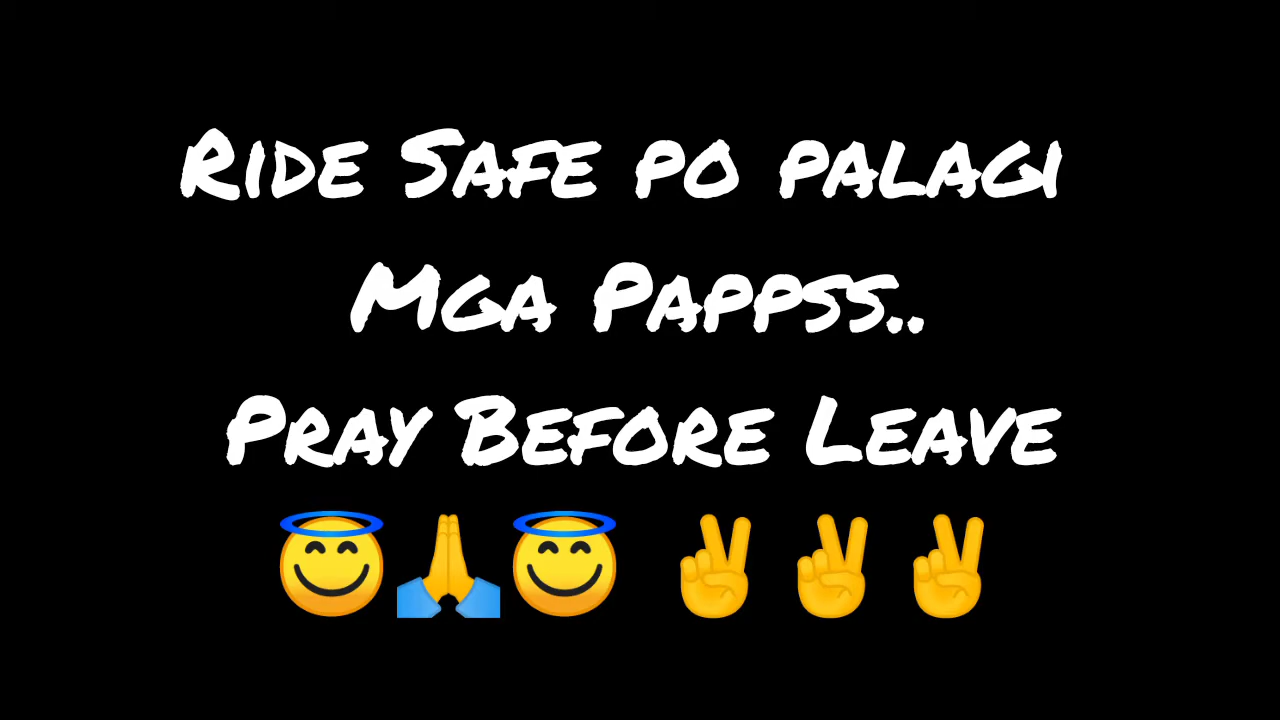 Ride Safe po palagi
Mga Pappss..
Pray Before Leave
😇🙏😇 ✌✌✌